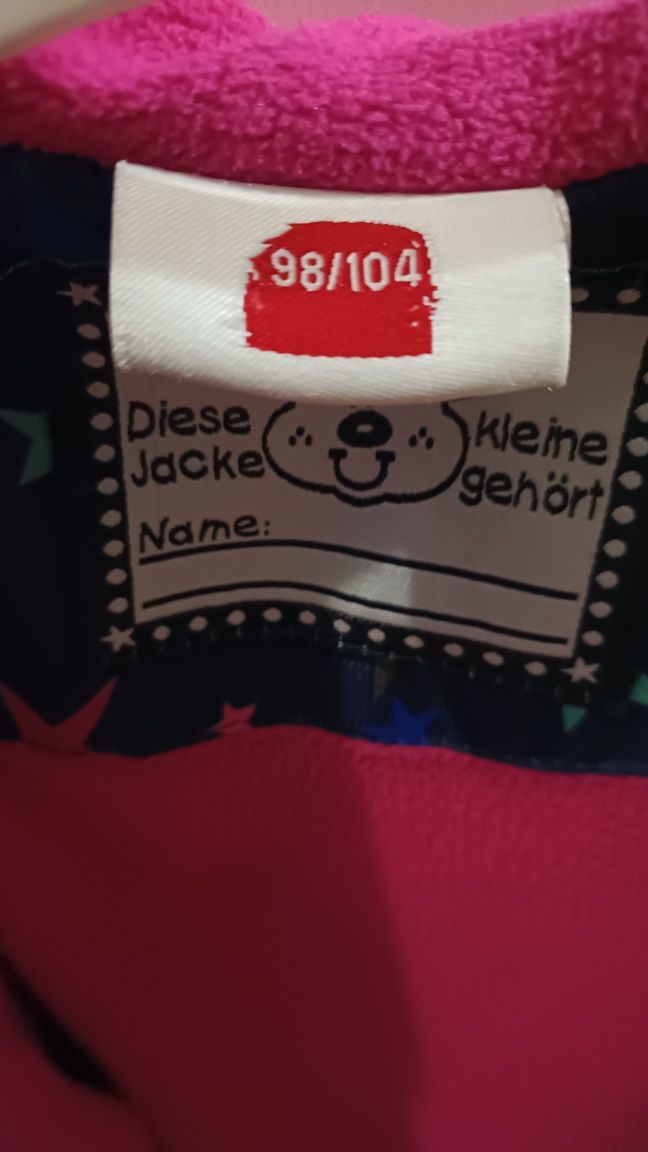 98/104
Diese kleine
Jacke gehört
Name: